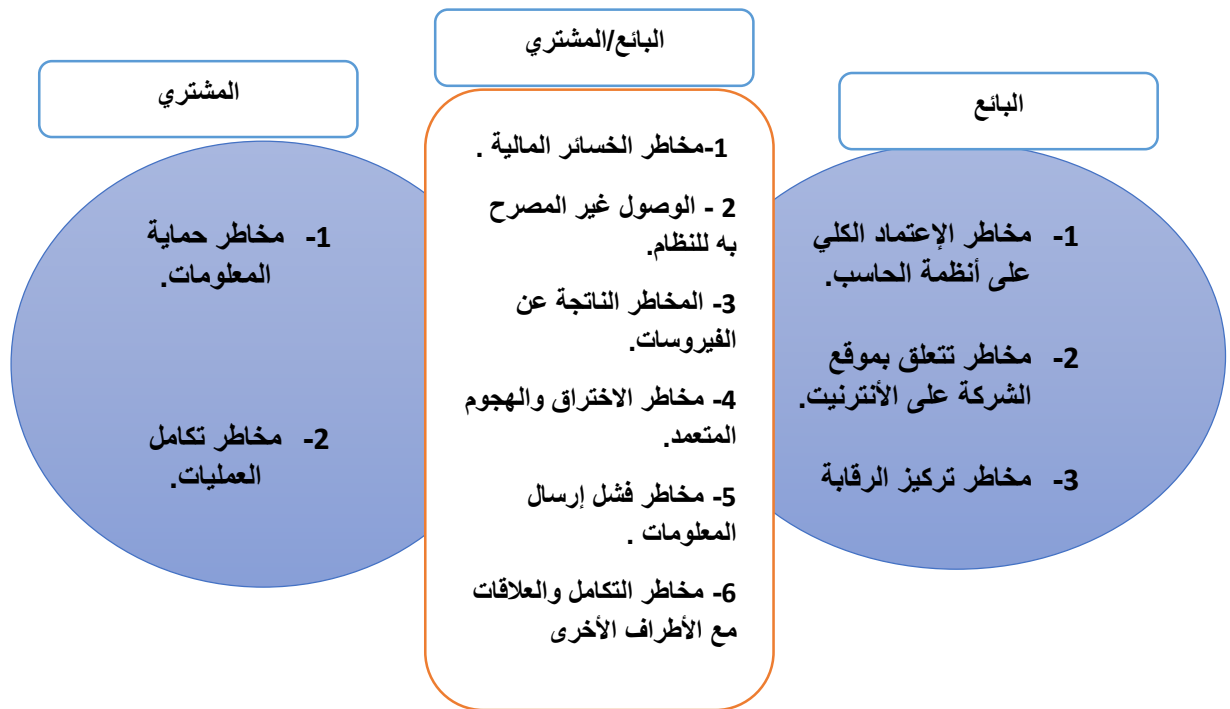 البائع/المشتري
البائع
المشتري
1- مخاطر الإعتماد الكلي
على أنظمة الحاسب.
2- مخاطر تتعلق بموقع
الشركة على الأنترنيت.
3- مخاطر تركيز الرقابة
1-مخاطر الخسائر المالية .
2 - الوصول غير المصرح
به للنظام.
3- المخاطر الناتجة عن
الفيروسات.
4- مخاطر الاختراق والهجوم
المتعمد.
5- مخاطر فشل إرسال
المعلومات .
6- مخاطر التكامل والعلاقات
مع الأطراف الأخرى
1- مخاطر حماية
المعلومات.
2- مخاطر تكامل
العمليات.